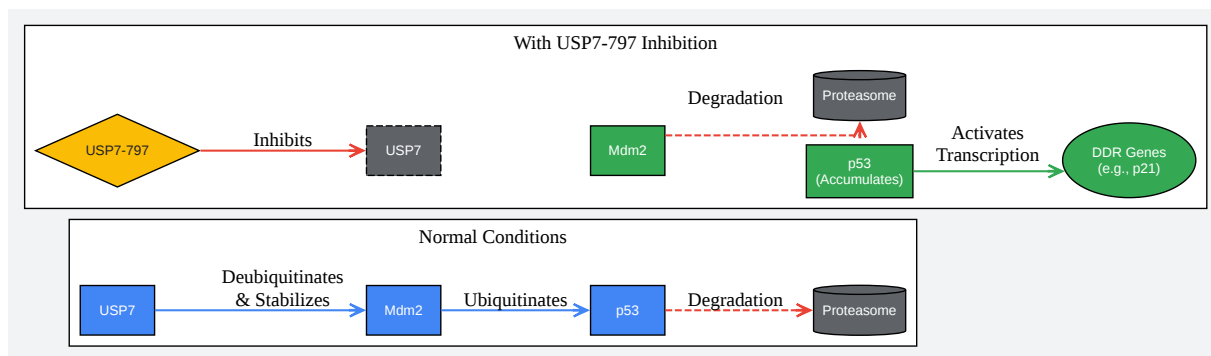 With USP7-797 Inhibition
USP7-797
Inhibits
USP7
Mdm2
Degradation
Proteasome
p53
(Accumulates)
Activates
Transcription
DDR Genes
(e.g., p21)
Normal Conditions
USP7
Deubiquitinates
& Stabilizes
Mdm2
Ubiquitinates
p53
Degradation
Proteasome